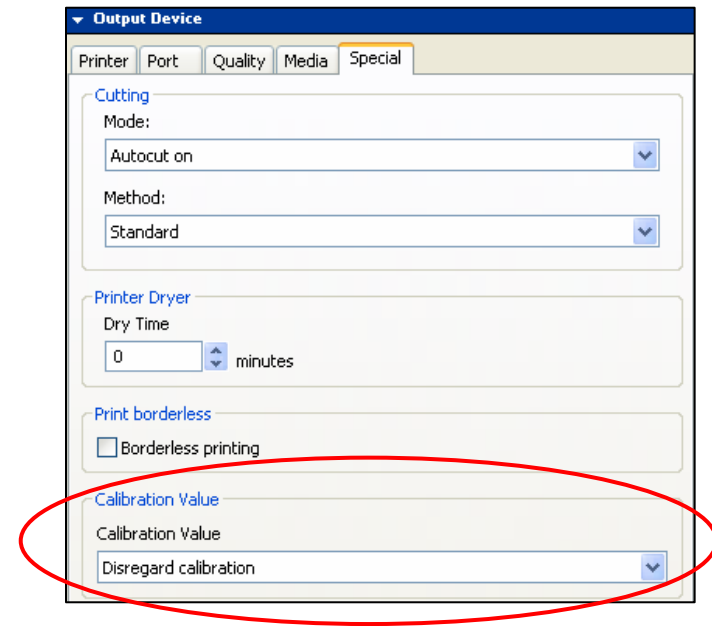 Output Device
Printer Port Quality Media Special
Cutting
Mode:
Autocut on
Method:
Standard
Printer Dryer
Dry Time
0 minutes
Print borderless
Borderless printing
Calibration Value
Calibration Value
Disregard calibration